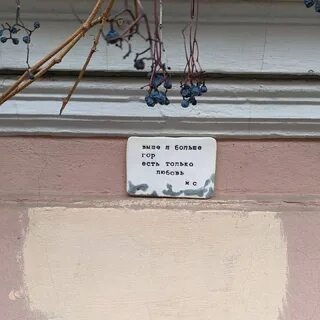 выше и больше
гор
есть только
любовь
м с